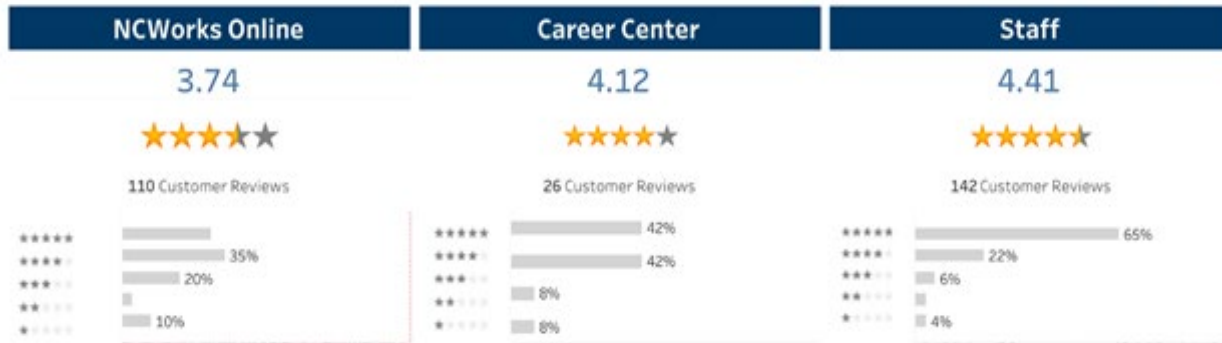 NCWorks Online
3.74
110 Customer Reviews
35%
20%
10%
Career Center
4.12
26 Customer Reviews
42%
42%
8%
8%
Staff
4.41
142 Customer Reviews
65%
22%
6%
4%